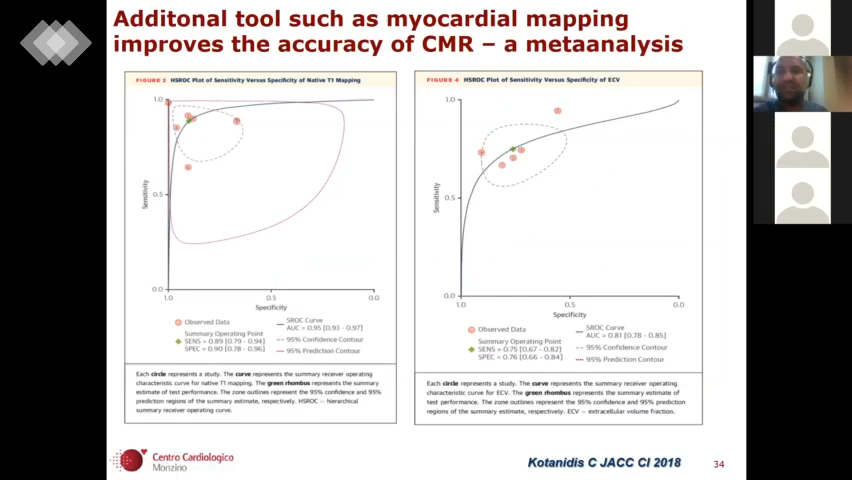 Additonal tool such as myocardial mapping
improves the accuracy of CMR – a metaanalysis
FIGURE 3 HSROC Plot of Sensitivity Versus Specificity of Native T1 Mapping
1.0
0.5
0.0
Sensitivity
1.0
0.5
0.0
Specificity
Observed Data
Summary Operating Point
SENS = 0.89 [0.79 - 0.94]
SPEC = 0.90 [0.78 - 0.96]
SROC Curve
AUC = 0.95 [0.93 - 0.97]
95% Confidence Contour
95% Prediction Contour
Each circle represents a study. The curve represents the summary receiver operating
characteristic curve for native T1 mapping. The green rhombus represents the summary
estimate of test performance. The zone outlines represent the 95% confidence and 95%
prediction regions of the summary estimate, respectively. HSROC = hierarchical
summary receiver operating curve.
FIGURE 4 HSROC Plot of Sensitivity Versus Specificity of ECV
1.0
0.5
0.0
Sensitivity
1.0
0.5
0.0
Specificity
Observed Data
Summary Operating Point
SENS = 0.75 [0.67 - 0.82]
SPEC = 0.76 [0.66 - 0.84]
SROC Curve
AUC = 0.81 [0.78 - 0.85]
95% Confidence Contour
95% Prediction Contour
Each circle represents a study. The curve represents the summary receiver operating
characteristic curve for ECV. The green rhombus represents the summary estimate of
test performance. The zone outlines represent the 95% confidence and 95% prediction
regions of the summary estimate, respectively. ECV = extracellular volume fraction.
Centro Cardiologico
Monzino
Kotanidis C JACC CI 2018
34